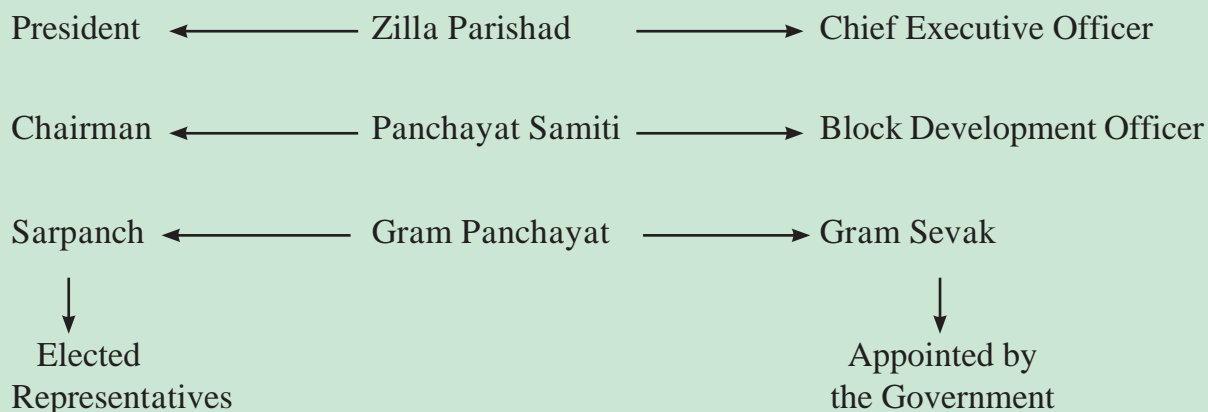 President Zilla Parishad Chief Executive Officer
Chairman Panchayat Samiti Block Development Officer
Sarpanch Gram Panchayat Gram Sevak
Elected
Representatives
Appointed by
the Government